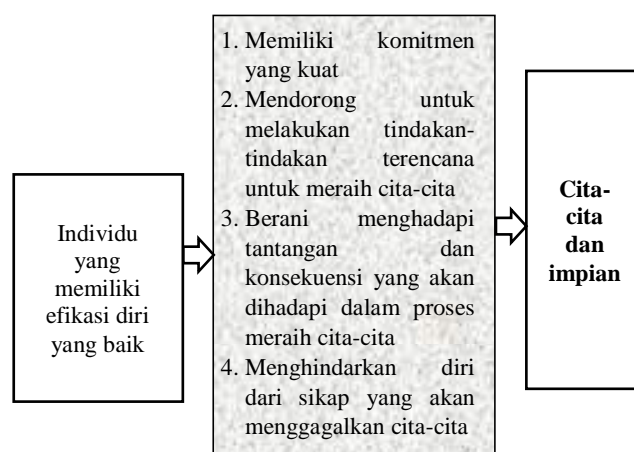 Individu
yang
memiliki
efikasi diri
yang baik
1. Memiliki komitmen
yang kuat
2. Mendorong untuk
melakukan tindakan-
tindakan terencana
untuk meraih cita-cita
3. Berani menghadapi
tantangan dan
konsekuensi yang akan
dihadapi dalam proses
meraih cita-cita
4. Menghindarkan diri
dari sikap yang akan
menggagalkan cita-cita
Cita-
cita
dan
impian